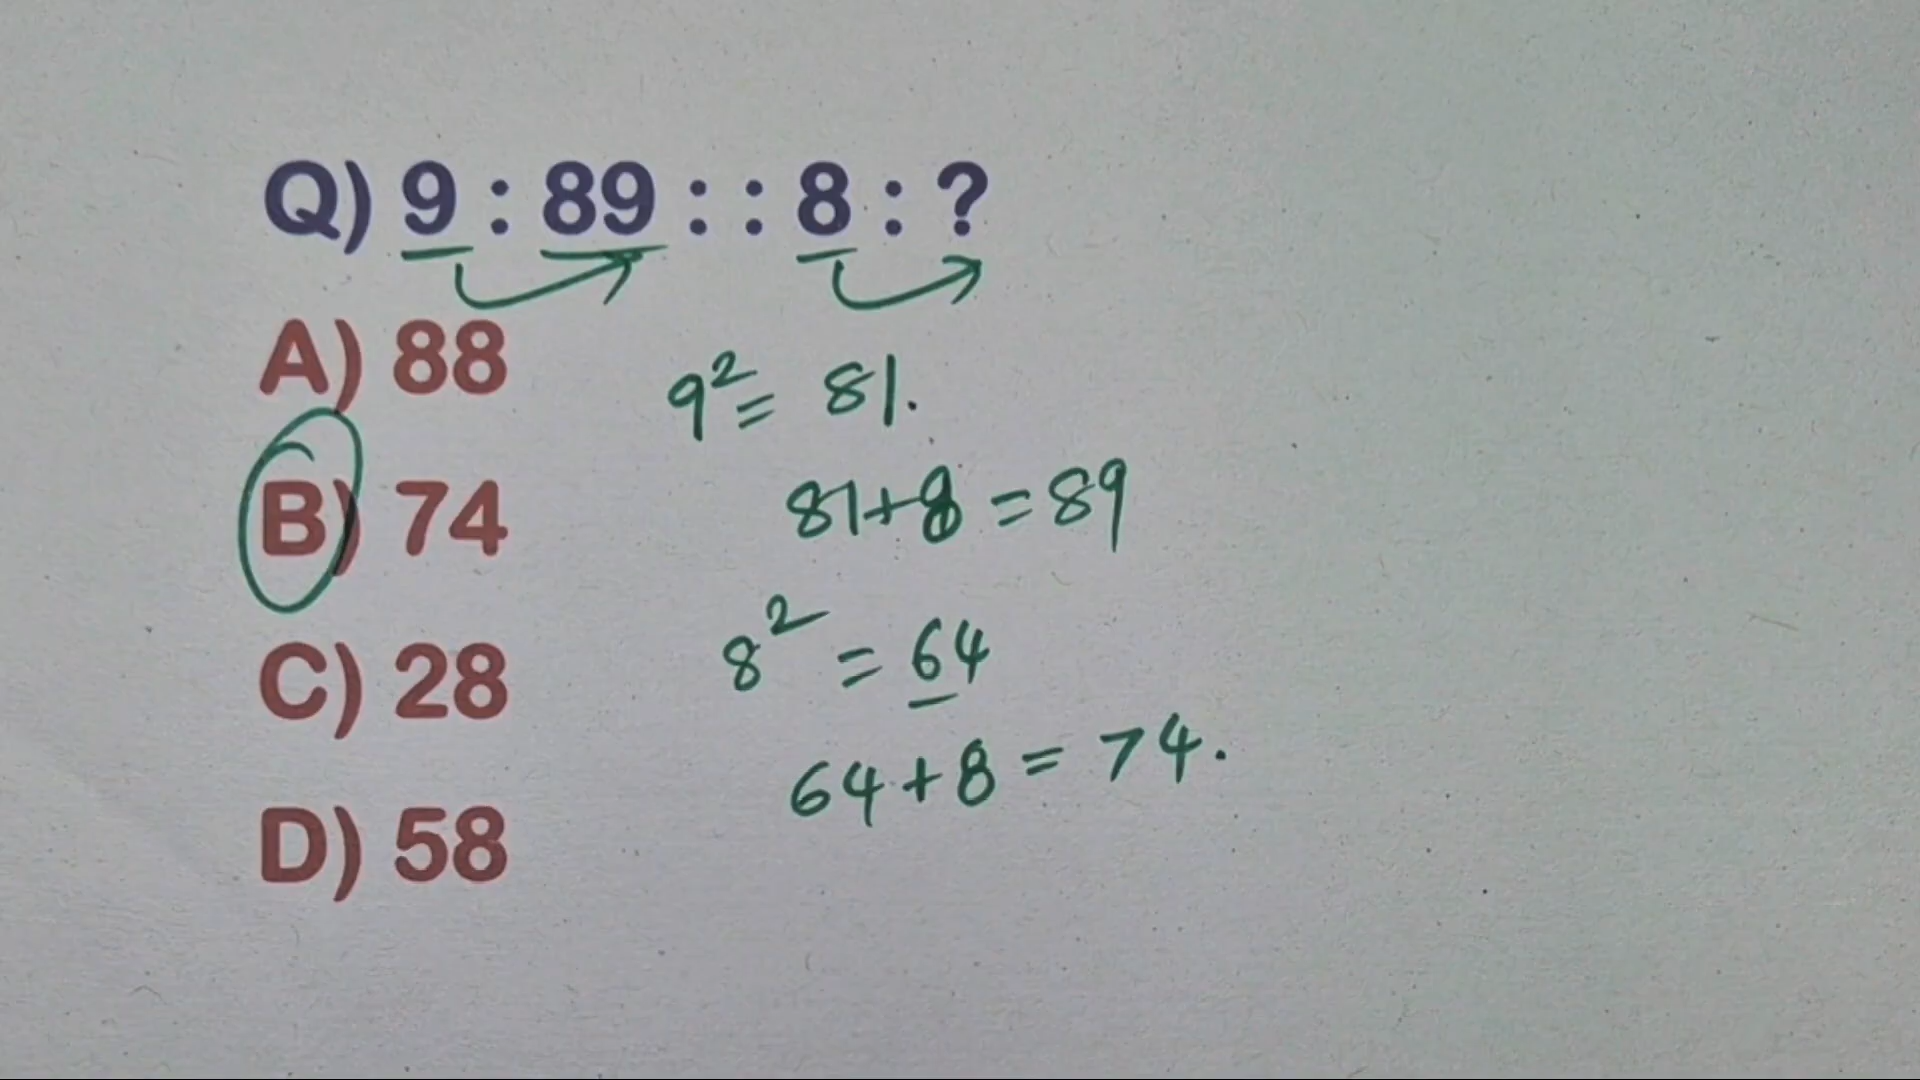 Q) 9 : 89 : : 8 : ?
A) 88
9² = 81.
B) 74
81+8 = 89
8² = 64
C) 28
64+8 = 74.
D) 58